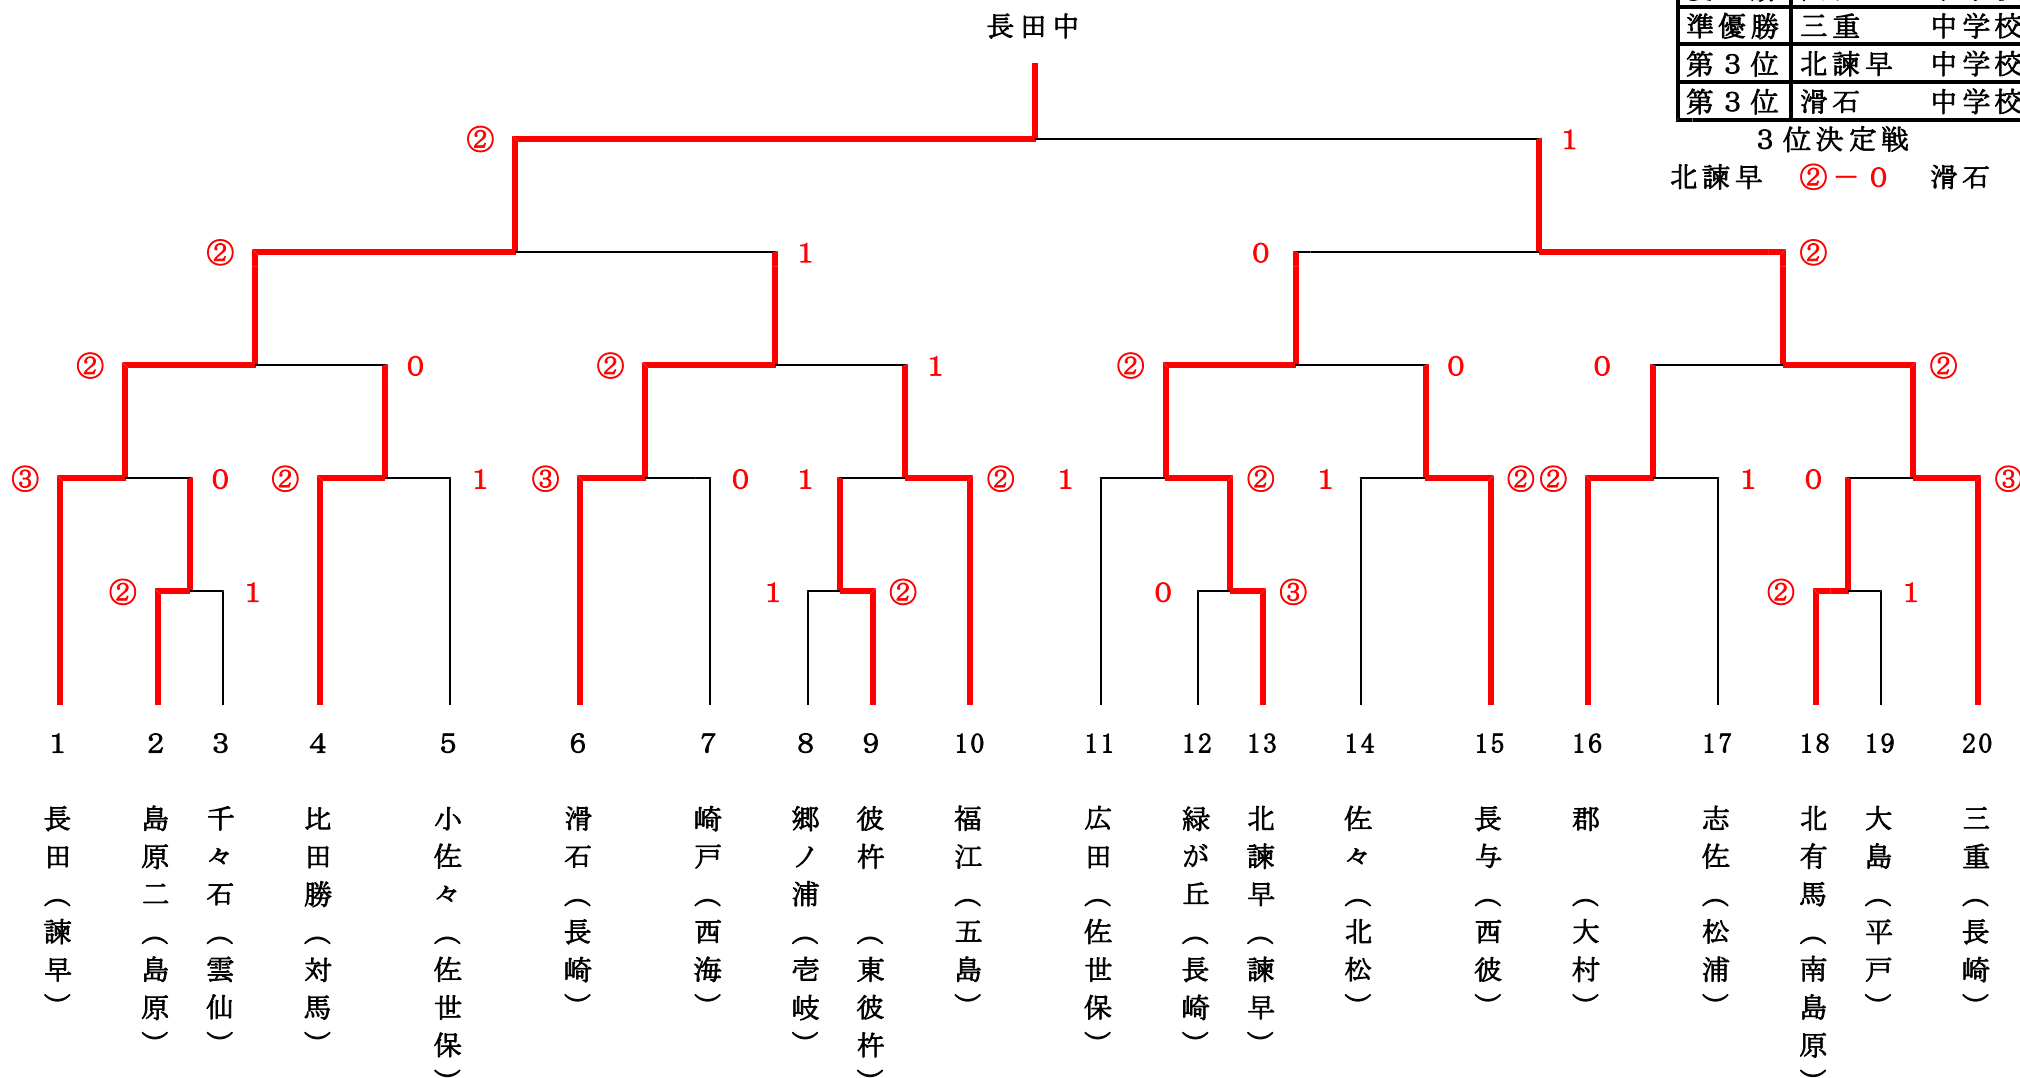 長田中
準優勝 三重 中学校
第3位 北諫早 中学校
第3位 滑石 中学校
3位決定戦
北諫早 ②－0 滑石
② 1
② 1 0 ②
② 0 ② 1 ② 0 0 ②
③ 0 ② 1 ③ 0 1 ② 1 ② 1 ② ② 1 0 ③
② 1 1 ② 0 ③ ② 1
1 2 3 4 5 6 7 8 9 10 11 12 13 14 15 16 17 18 19 20
長田（諫早）
島原二（島原）
千々石（雲仙）
比田勝（対馬）
小佐々（佐世保）
滑石（長崎）
崎戸（西海）
郷ノ浦（壱岐）
彼杵（東彼杵）
福江（五島）
広田（佐世保）
緑が丘（長崎）
北諫早（諫早）
佐々（北松）
長与（西彼）
郡（大村）
志佐（松浦）
北有馬（南島原）
大島（平戸）
三重（長崎）